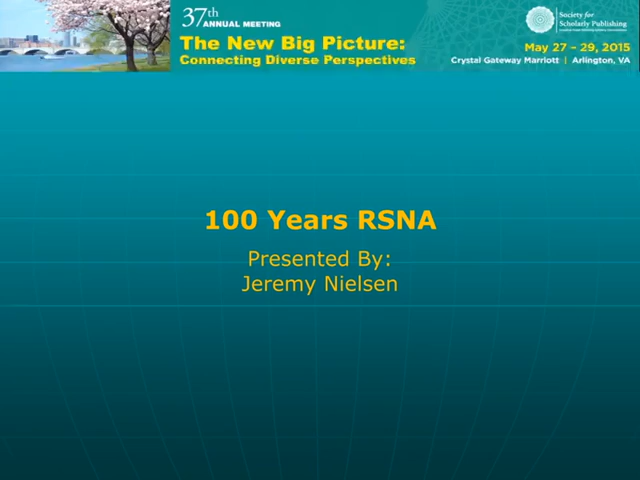 37th
ANNUAL MEETING
The New Big Picture:
Connecting Diverse Perspectives
Society for
Scholarly Publishing
May 27 – 29, 2015
Crystal Gateway Marriott | Arlington, VA
100 Years RSNA
Presented By:
Jeremy Nielsen